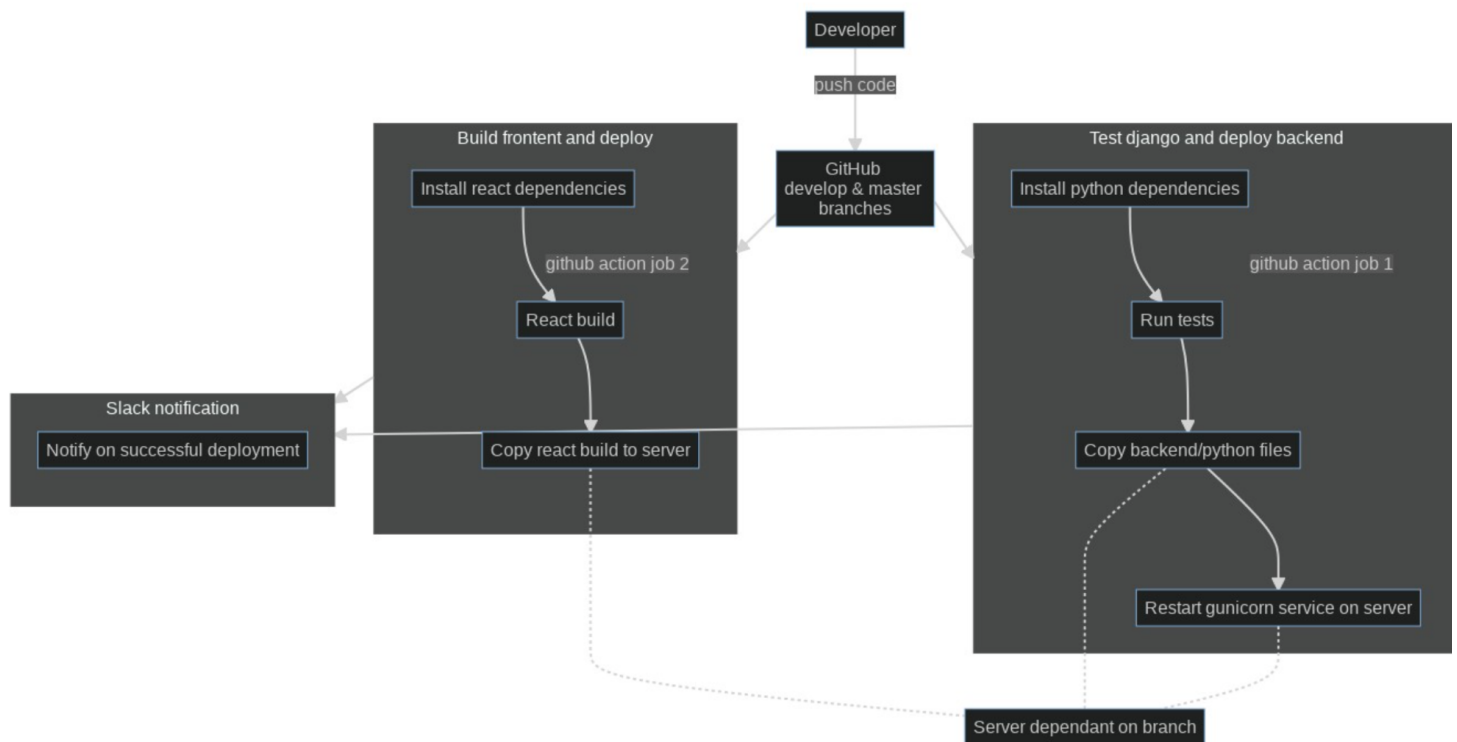 Developer
push code
Build frontent and deploy
Test django and deploy backend
GitHub
develop & master
branches
Install react dependencies
Install python dependencies
github action job 2
github action job 1
React build
Run tests
Slack notification
Notify on successful deployment
Copy react build to server
Copy backend/python files
Restart gunicorn service on server
Server dependant on branch